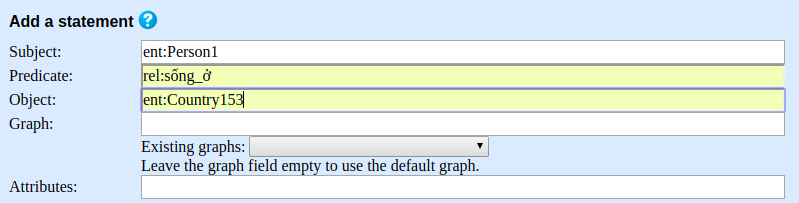 Add a statement ?
Subject: ent:Person1
Predicate: rel:sống_ở
Object: ent:Country153
Graph:
Existing graphs:
Leave the graph field empty to use the default graph.
Attributes: